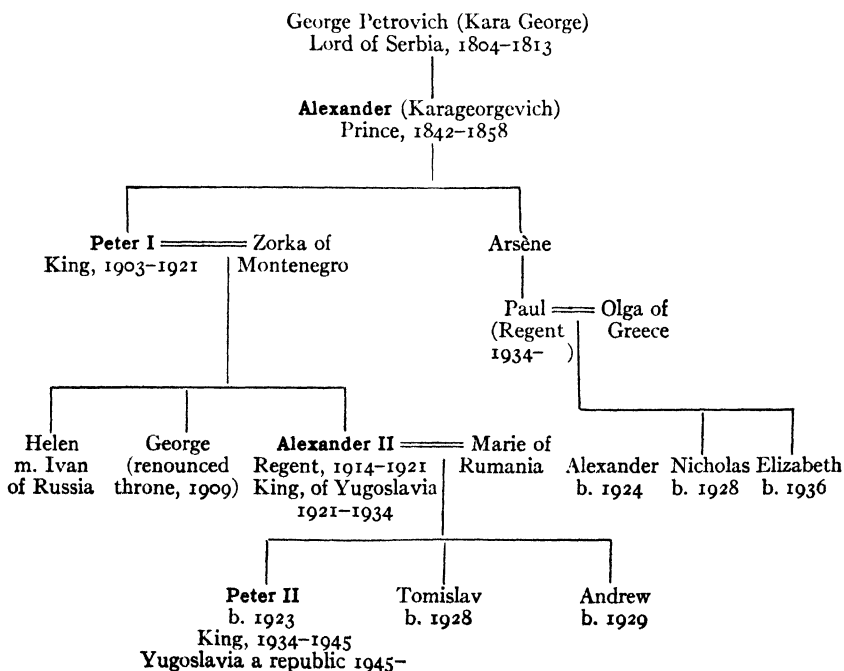 George Petrovich (Kara George)
Lord of Serbia, 1804–1813
Alexander (Karageorgevich)
Prince, 1842–1858
Peter I
King, 1903–1921
Zorka of
Montenegro
Arsène
Paul
(Regent
1934– )
Olga of
Greece
Helen
m. Ivan
of Russia
George
(renounced
throne, 1909)
Alexander II
Regent, 1914–1921
King, of Yugoslavia
1921–1934
Marie of
Rumania
Alexander
b. 1924
Nicholas
b. 1928
Elizabeth
b. 1936
Peter II
b. 1923
King, 1934–1945
Yugoslavia a republic 1945–
Tomislav
b. 1928
Andrew
b. 1929